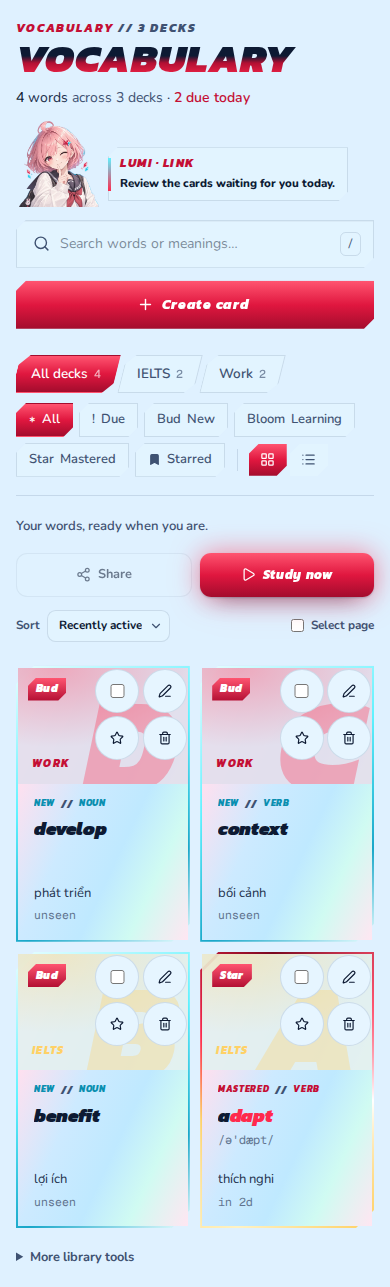 VOCABULARY // 3 DECKS
VOCABULARY
4 words across 3 decks · 2 due today
LUMI · LINK
Review the cards waiting for you today.
Search words or meanings... /
+ Create card
All decks 4 IELTS 2 Work 2
* All ! Due Bud New Bloom Learning
Star Mastered Starred
Your words, ready when you are.
Share Study now
Sort Recently active Select page
Bud
WORK
NEW // NOUN
develop
phát triển
unseen
Bud
WORK
NEW // VERB
context
bối cảnh
unseen
Bud
IELTS
NEW // NOUN
benefit
lợi ích
unseen
Star
IELTS
MASTERED // VERB
adapt
/əˈdæpt/
thích nghi
in 2d
More library tools